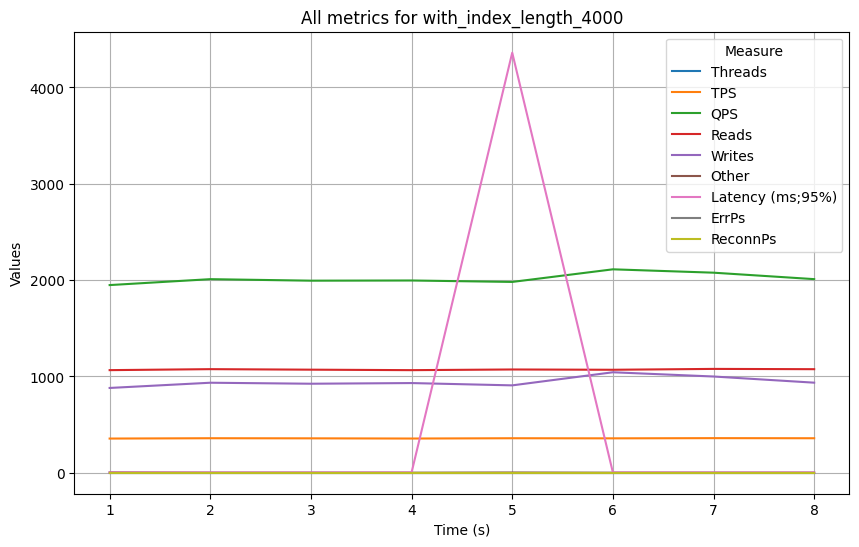 All metrics for with_index_length_4000
Measure
Threads
TPS
QPS
Reads
Writes
Other
Latency (ms;95%)
ErrPs
ReconnPs
Values
4000
3000
2000
1000
0
1 2 3 4 5 6 7 8
Time (s)